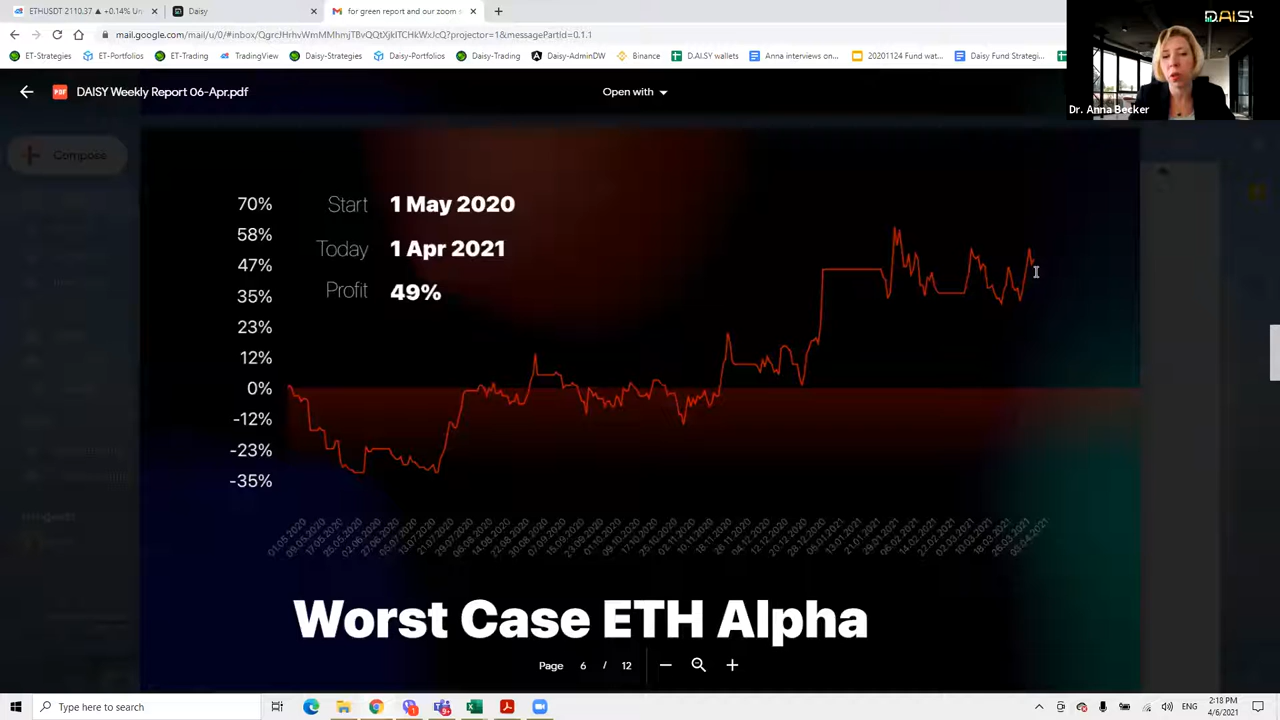 ETHUSDT 2110.37 ▲ +0.14% Un
Daisy
for green report and our zoom
mail.google.com/mail/u/0/#inbox/QgrcJHrhvWmMMhmjTBvQQtXjkITCHkWxJcQ?projector=1&messagePartId=0.1.1
ET-Strategies
ET-Portfolios
ET-Trading
TradingView
Daisy-Strategies
Daisy-Portfolios
Daisy-Trading
Daisy-AdminDW
Binance
D.AI.SY wallets
Anna interviews on...
20201124 Fund wat...
Daisy Fund Strategi...
D.AI.S
Dr. Anna Becker
DAISY Weekly Report 06-Apr.pdf
Open with
Compose
70%
58%
47%
35%
23%
12%
0%
-12%
-23%
-35%
Start 1 May 2020
Today 1 Apr 2021
Profit 49%
Worst Case ETH Alpha
Page 6 / 12
Type here to search
ENG
2:18 PM
4/6/2021